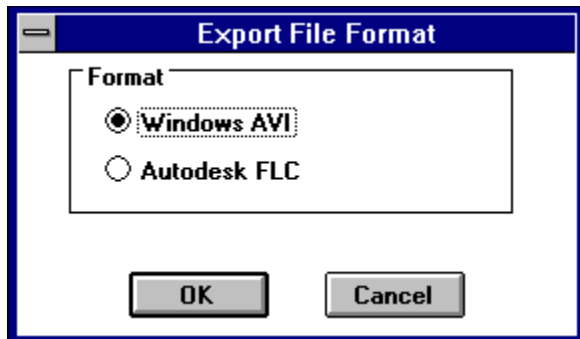 Export File Format
Format
Windows AVI
Autodesk FLC
OK
Cancel